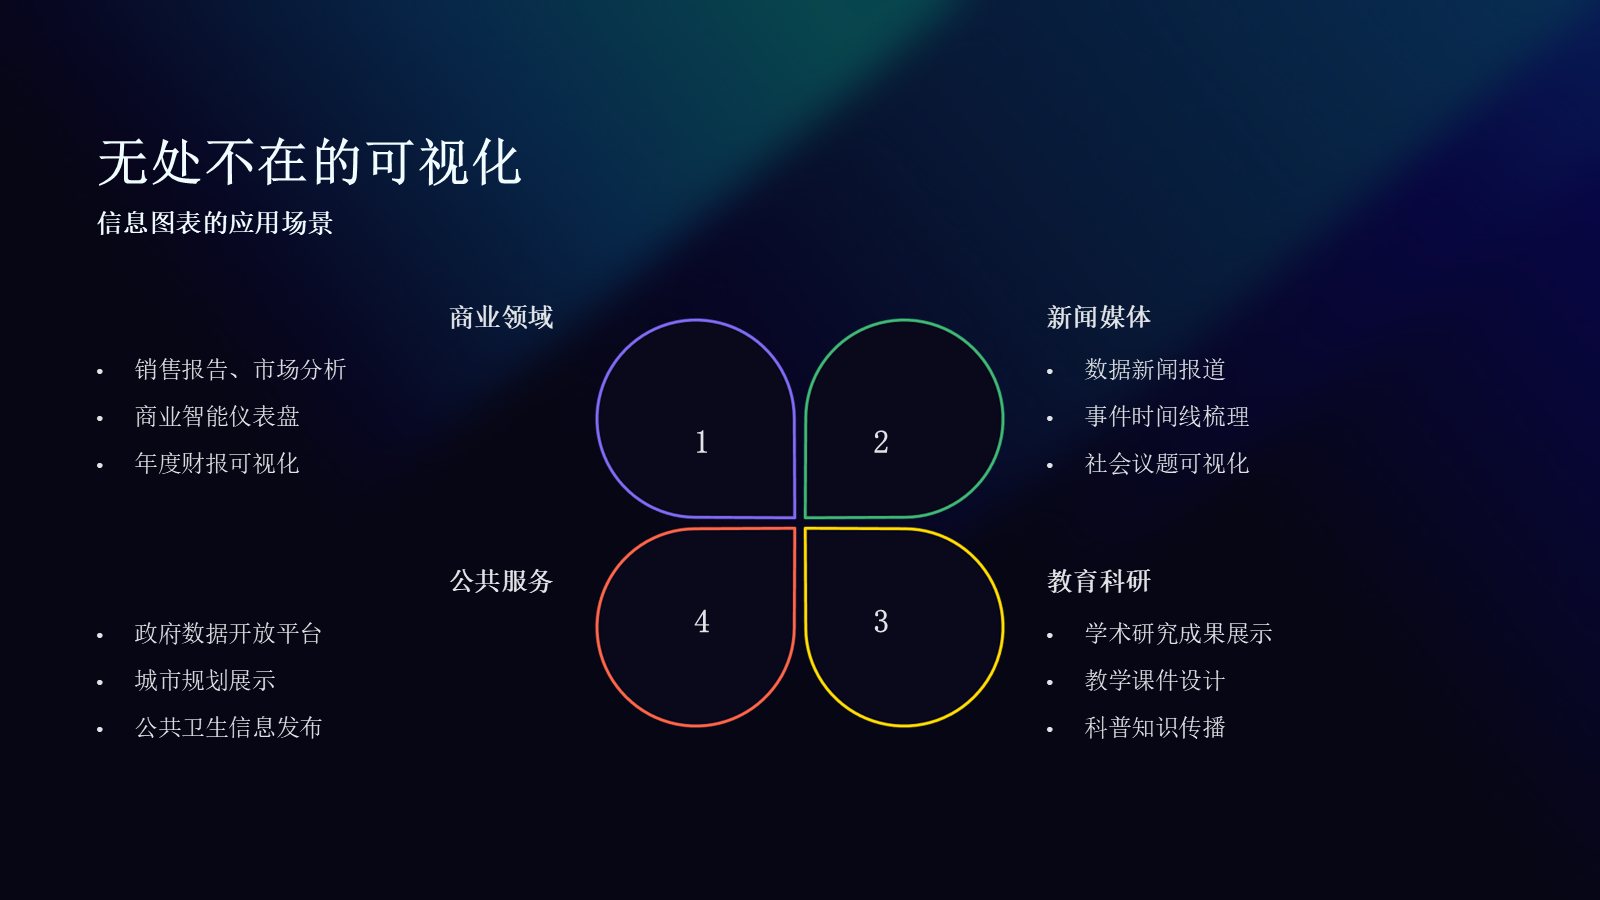 无处不在的可视化
信息图表的应用场景
商业领域
• 销售报告、市场分析
• 商业智能仪表盘
• 年度财报可视化
1
2
新闻媒体
• 数据新闻报道
• 事件时间线梳理
• 社会议题可视化
公共服务
• 政府数据开放平台
• 城市规划展示
• 公共卫生信息发布
4
3
教育科研
• 学术研究成果展示
• 教学课件设计
• 科普知识传播